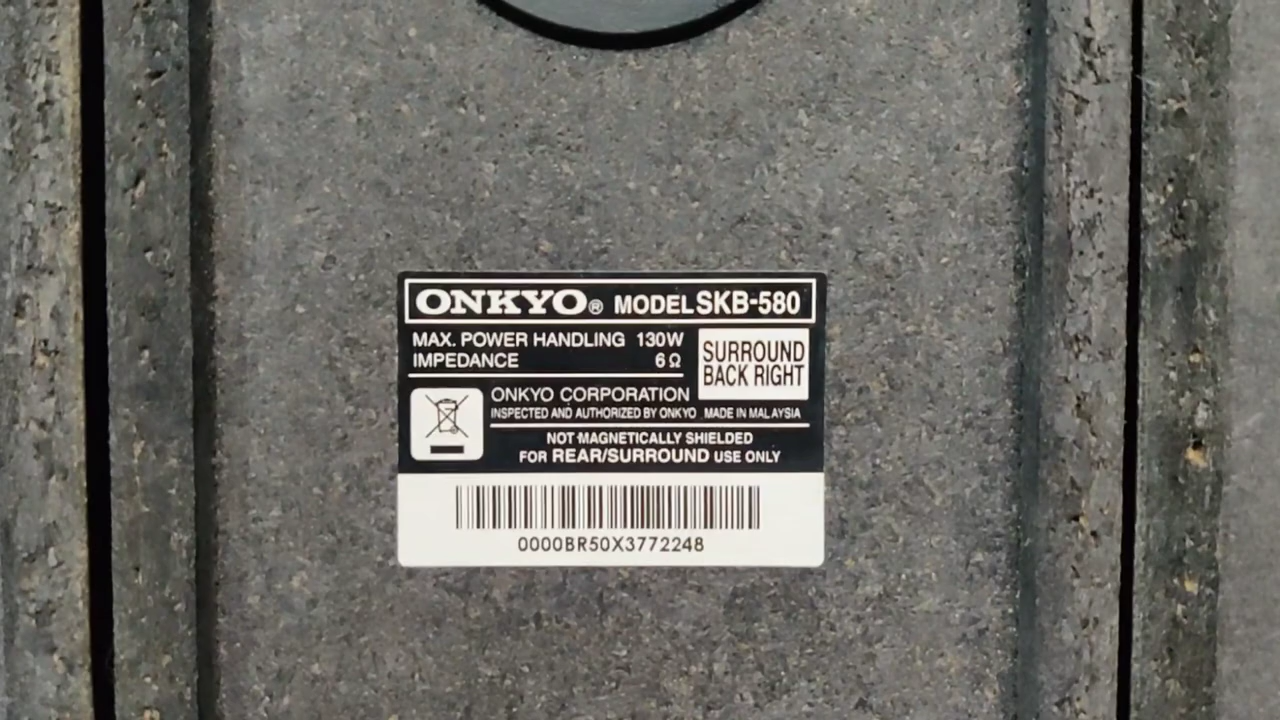 ONKYO® MODEL SKB-580
MAX. POWER HANDLING 130W
IMPEDANCE 6Ω
SURROUND
BACK RIGHT
ONKYO CORPORATION
INSPECTED AND AUTHORIZED BY ONKYO MADE IN MALAYSIA
NOT MAGNETICALLY SHIELDED
FOR REAR/SURROUND USE ONLY
0000BR50X3772248